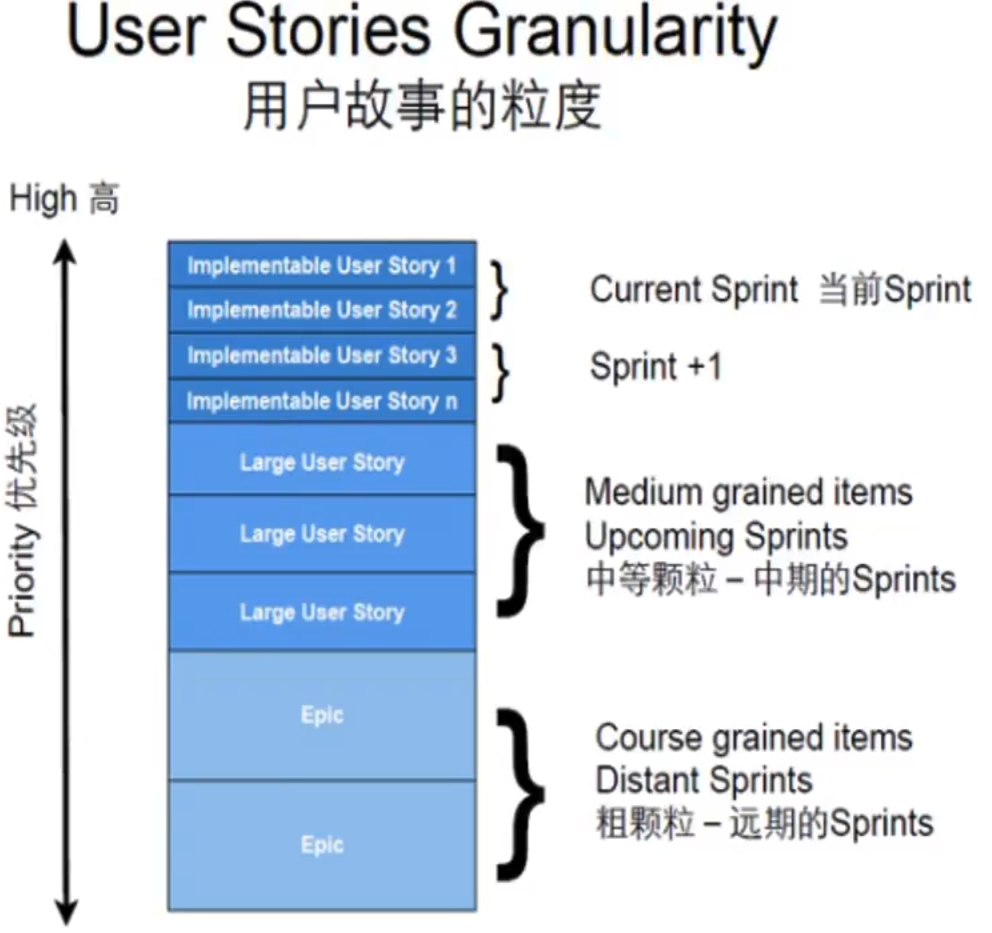 User Stories Granularity
用户故事的粒度
High 高
Priority 优先级
Implementable User Story 1
Implementable User Story 2
Implementable User Story 3
Implementable User Story n
Large User Story
Large User Story
Large User Story
Epic
Epic
Current Sprint 当前Sprint
Sprint +1
Medium grained items
Upcoming Sprints
中等颗粒 – 中期的Sprints
Course grained items
Distant Sprints
粗颗粒 – 远期的Sprints